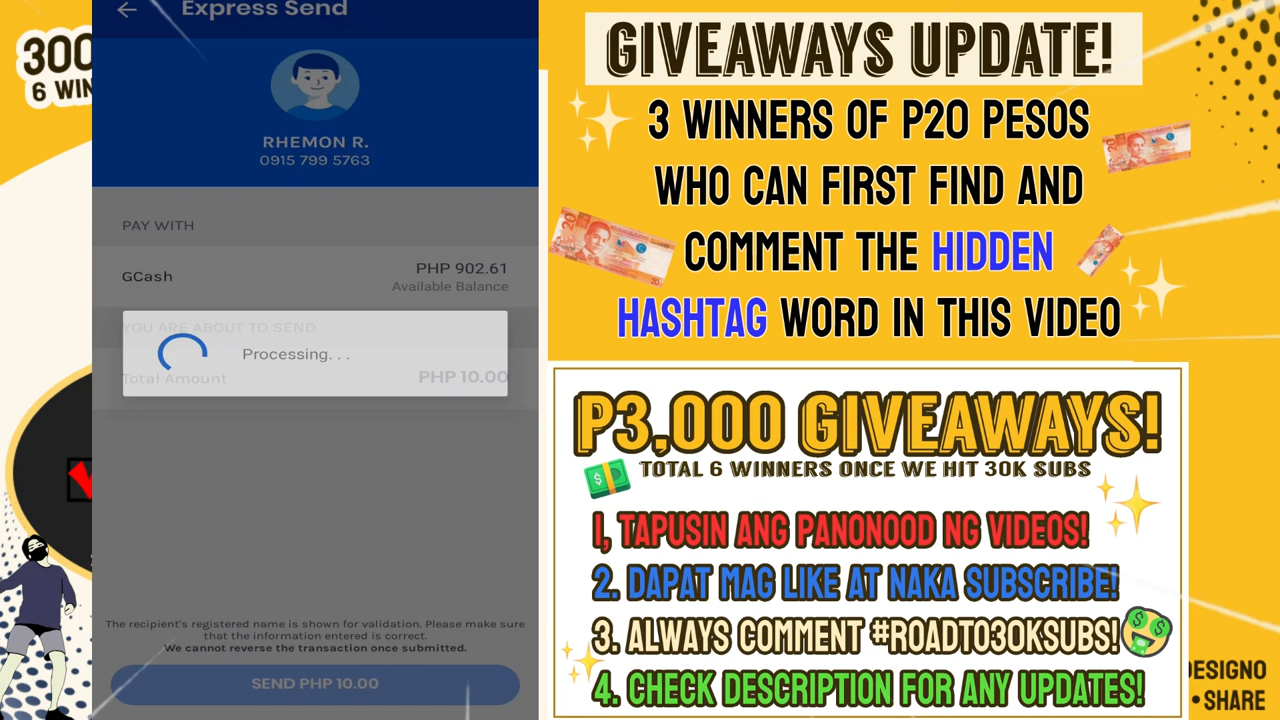 300
6 WIN
Express Send
RHEMON R.
0915 799 5763
PAY WITH
GCash
PHP 902.61
Available Balance
YOU ARE ABOUT TO SEND
Processing. . .
Total Amount
PHP 10.00
The recipient's registered name is shown for validation. Please make sure
that the information entered is correct.
We cannot reverse the transaction once submitted.
SEND PHP 10.00
GIVEAWAYS UPDATE!
3 WINNERS OF P20 PESOS
WHO CAN FIRST FIND AND
COMMENT THE HIDDEN
HASHTAG WORD IN THIS VIDEO
P3,000 GIVEAWAYS!
TOTAL 6 WINNERS ONCE WE HIT 30K SUBS
1, TAPUSIN ANG PANONOOD NG VIDEOS!
2. DAPAT MAG LIKE AT NAKA SUBSCRIBE!
3. ALWAYS COMMENT #ROADTO30KSUBS!
4. CHECK DESCRIPTION FOR ANY UPDATES!
DESIGNO
• SHARE